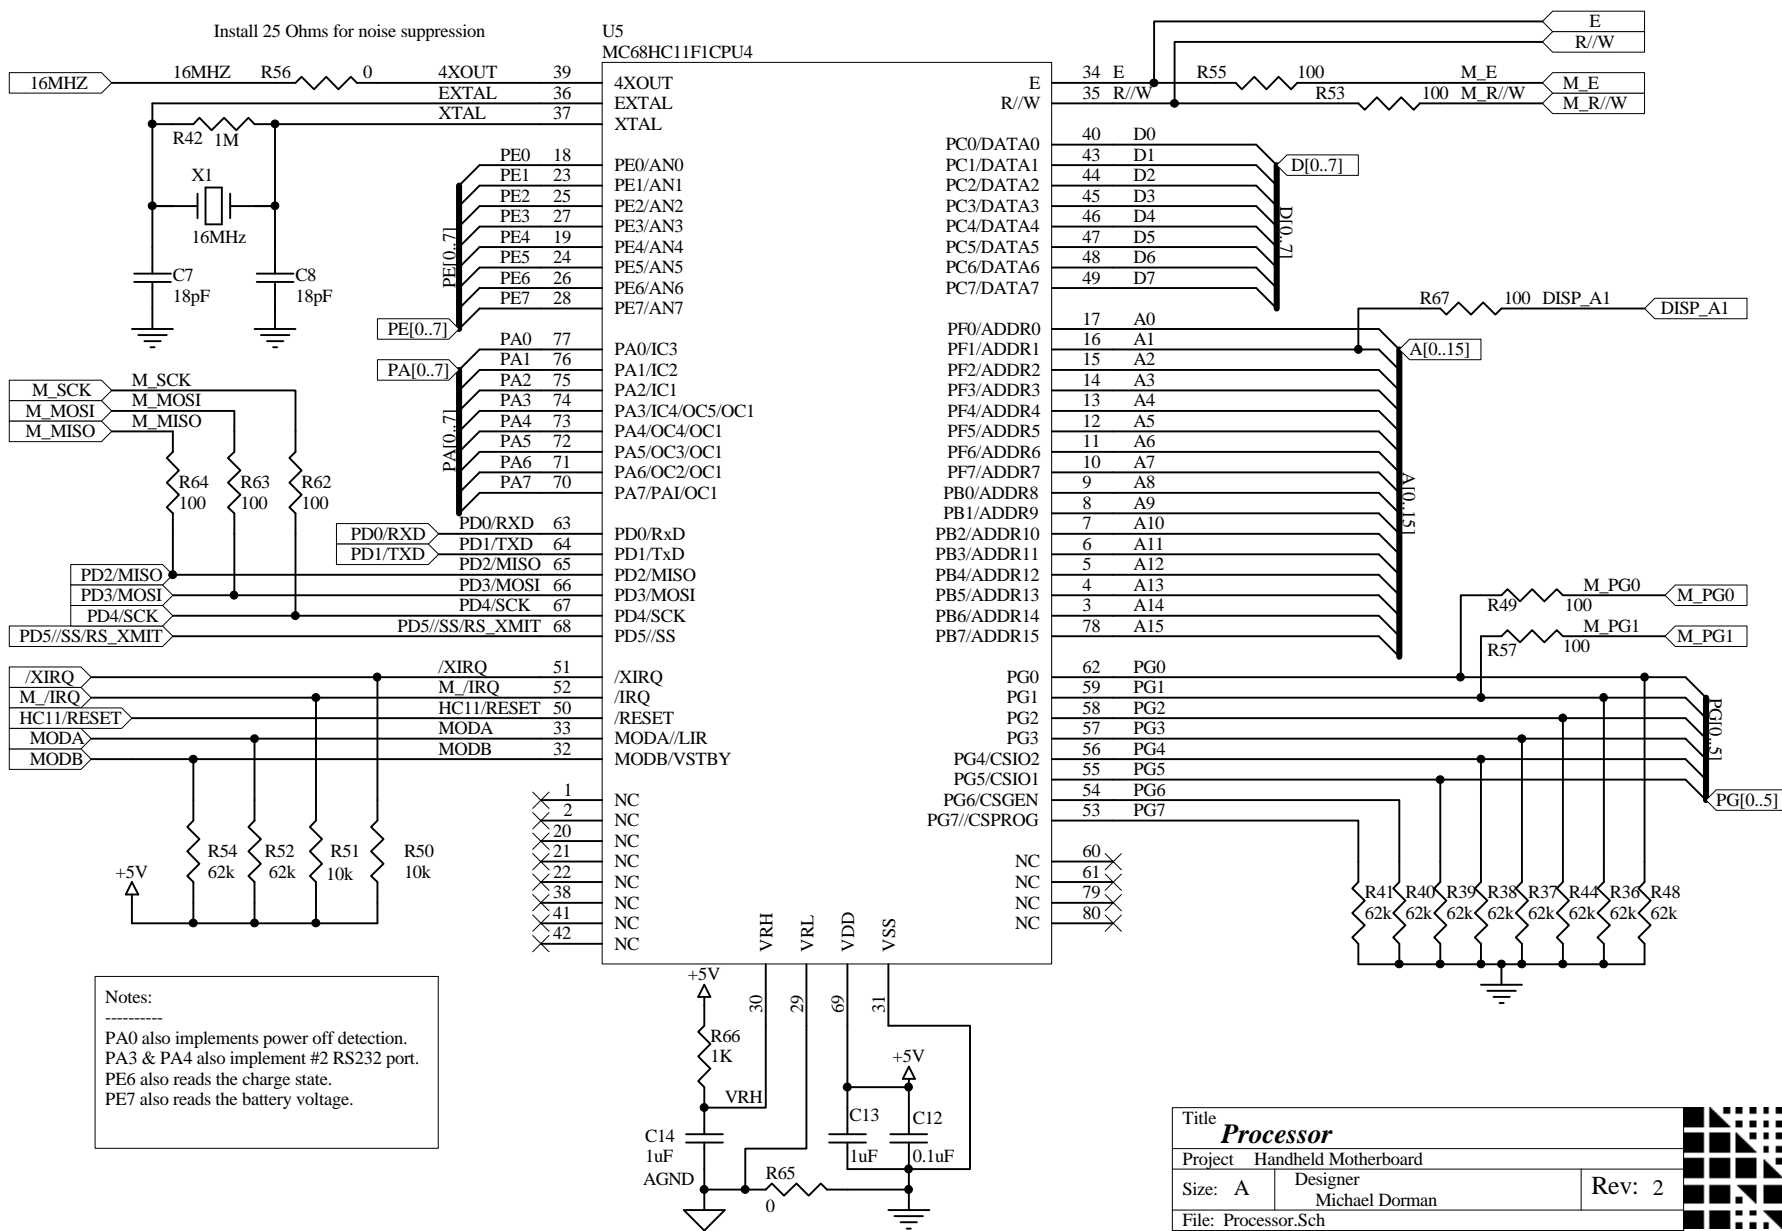 Install 25 Ohms for noise suppression
U5
MC68HC11F1CPU4
16MHZ 16MHZ R56 0 4XOUT 39 4XOUT
EXTAL 36 EXTAL
XTAL 37 XTAL
R42 1M
X1
16MHz
C7
18pF
C8
18pF
E
R//W
E 34 E R55 100 M_E M_E
R//W 35 R//W R53 100 M_R//W M_R//W
PE0 18 PE0/AN0
PE1 23 PE1/AN1
PE2 25 PE2/AN2
PE3 27 PE3/AN3
PE4 19 PE4/AN4
PE5 24 PE5/AN5
PE6 26 PE6/AN6
PE7 28 PE7/AN7
PE[0..7]
PE[0..7]
PA0 77 PA0/IC3
PA1 76 PA1/IC2
PA2 75 PA2/IC1
PA3 74 PA3/IC4/OC5/OC1
PA4 73 PA4/OC4/OC1
PA5 72 PA5/OC3/OC1
PA6 71 PA6/OC2/OC1
PA7 70 PA7/PAI/OC1
PA[0..7]
PA[0..7]
M_SCK M_SCK
M_MOSI M_MOSI
M_MISO M_MISO
R64
100
R63
100
R62
100
PD0/RXD PD0/RXD 63 PD0/RxD
PD1/TXD PD1/TXD 64 PD1/TxD
PD2/MISO PD2/MISO 65 PD2/MISO
PD3/MOSI PD3/MOSI 66 PD3/MOSI
PD4/SCK PD4/SCK 67 PD4/SCK
PD5//SS/RS_XMIT PD5//SS/RS_XMIT 68 PD5//SS
/XIRQ /XIRQ 51 /XIRQ
M_/IRQ M_/IRQ 52 /IRQ
HC11/RESET HC11/RESET 50 /RESET
MODA MODA 33 MODA//LIR
MODB MODB 32 MODB/VSTBY
1 NC
2 NC
20 NC
21 NC
22 NC
38 NC
41 NC
42 NC
+5V
R54
62k
R52
62k
R51
10k
R50
10k
PC0/DATA0 40 D0
PC1/DATA1 43 D1
PC2/DATA2 44 D2
PC3/DATA3 45 D3
PC4/DATA4 46 D4
PC5/DATA5 47 D5
PC6/DATA6 48 D6
PC7/DATA7 49 D7
D[0..7]
D[0..7]
R67 100 DISP_A1 DISP_A1
PF0/ADDR0 17 A0
PF1/ADDR1 16 A1
PF2/ADDR2 15 A2
PF3/ADDR3 14 A3
PF4/ADDR4 13 A4
PF5/ADDR5 12 A5
PF6/ADDR6 11 A6
PF7/ADDR7 10 A7
PB0/ADDR8 9 A8
PB1/ADDR9 8 A9
PB2/ADDR10 7 A10
PB3/ADDR11 6 A11
PB4/ADDR12 5 A12
PB5/ADDR13 4 A13
PB6/ADDR14 3 A14
PB7/ADDR15 78 A15
A[0..15]
A[0..15]
R49 100 M_PG0 M_PG0
R57 100 M_PG1 M_PG1
PG0 62 PG0
PG1 59 PG1
PG2 58 PG2
PG3 57 PG3
PG4/CSIO2 56 PG4
PG5/CSIO1 55 PG5
PG6/CSGEN 54 PG6
PG7//CSPROG 53 PG7
PG[0..5]
PG[0..5]
NC 60
NC 61
NC 79
NC 80
R41 R40 R39 R38 R37 R44 R36 R48
62k 62k 62k 62k 62k 62k 62k 62k
VRH VRL VDD VSS
30 29 69 31
+5V
R66
1K
VRH
C14
1uF
AGND
R65
0
+5V
C13
1uF
C12
0.1uF
Notes:
----------
PA0 also implements power off detection.
PA3 & PA4 also implement #2 RS232 port.
PE6 also reads the charge state.
PE7 also reads the battery voltage.
Title
Processor
Project Handheld Motherboard
Size: A Designer
Michael Dorman
Rev: 2
File: Processor.Sch